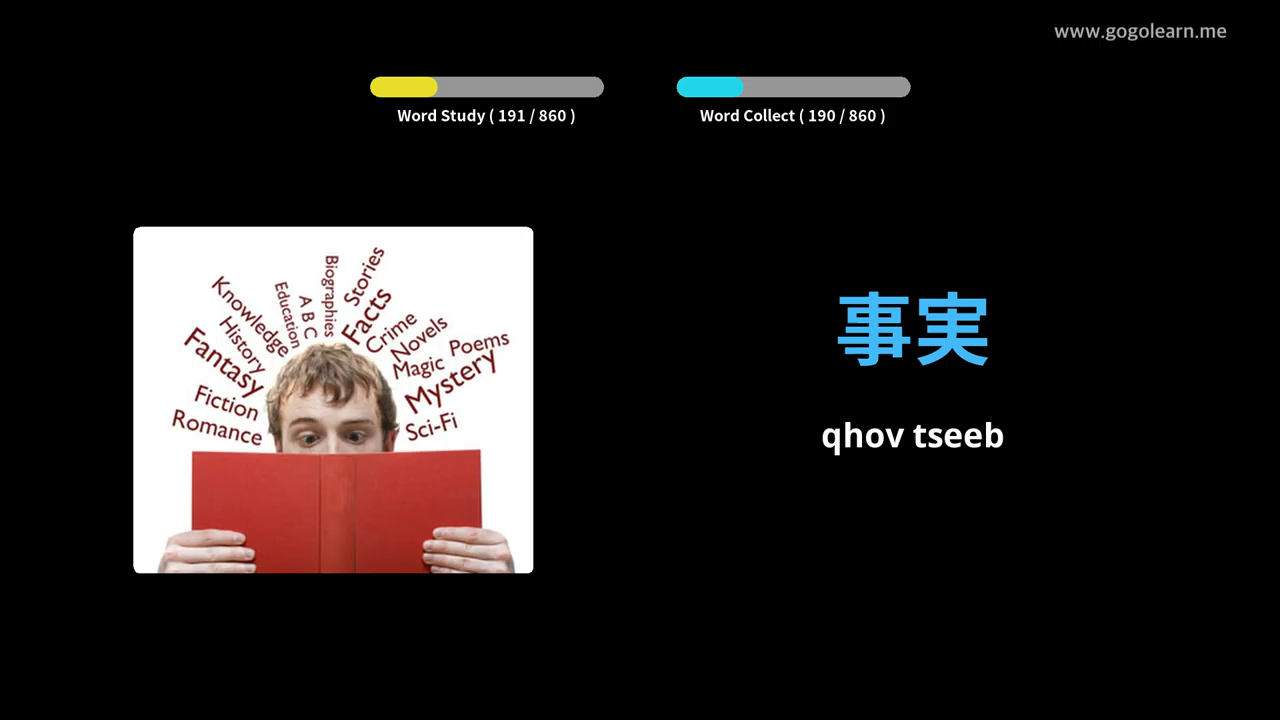 www.gogolearn.me
Word Study ( 191 / 860 )
Word Collect ( 190 / 860 )
Knowledge
History
Fantasy
Fiction
Romance
Education
A B C
Biographies
Stories
Facts
Crime
Novels
Magic
Poems
Mystery
Sci-Fi
事実
qhov tseeb